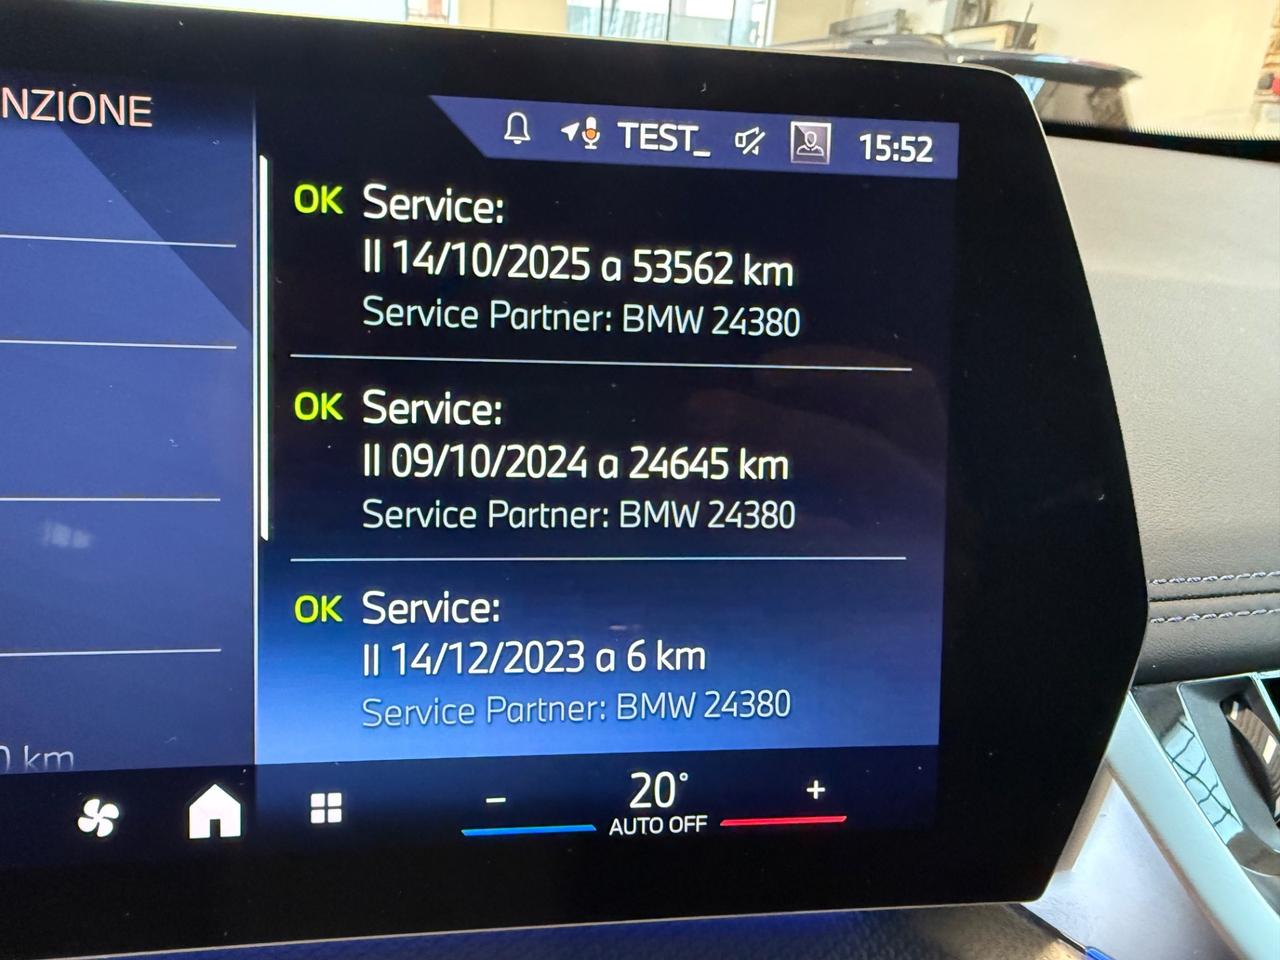 NZIONE
TEST_ 15:52
OK Service:
Il 14/10/2025 a 53562 km
Service Partner: BMW 24380
OK Service:
Il 09/10/2024 a 24645 km
Service Partner: BMW 24380
OK Service:
Il 14/12/2023 a 6 km
Service Partner: BMW 24380
km
- 20° +
AUTO OFF